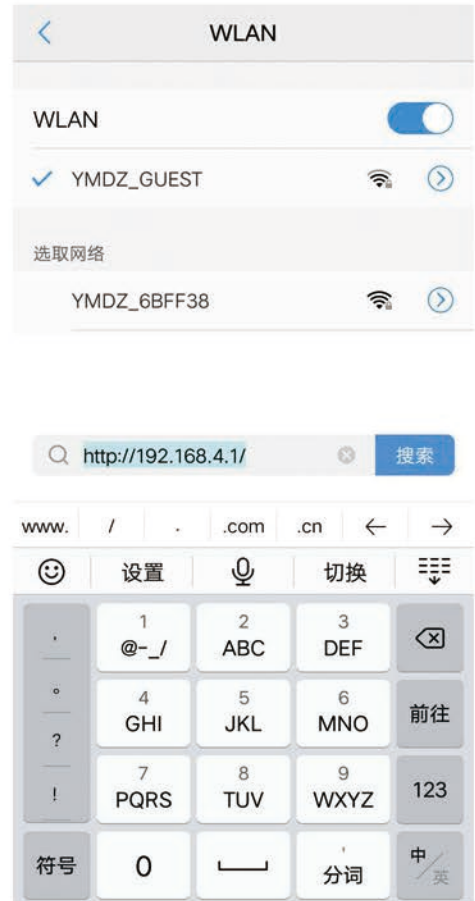 WLAN
WLAN
YMDZ_GUEST
选取网络
YMDZ_6BFF38
http://192.168.4.1/ 搜索
www. / . .com .cn ← →
设置 切换
, 1 2 3
@-_/ ABC DEF
。 4 5 6 前往
? GHI JKL MNO
! 7 8 9 123
PQRS TUV WXYZ
符号 0 ' 分词 中/英